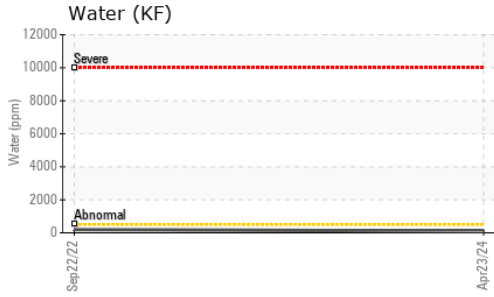 Water (KF)
12000
Severe
10000
8000
Water (ppm)
6000
4000
2000
Abnormal
0
Sep22/22
Apr23/24